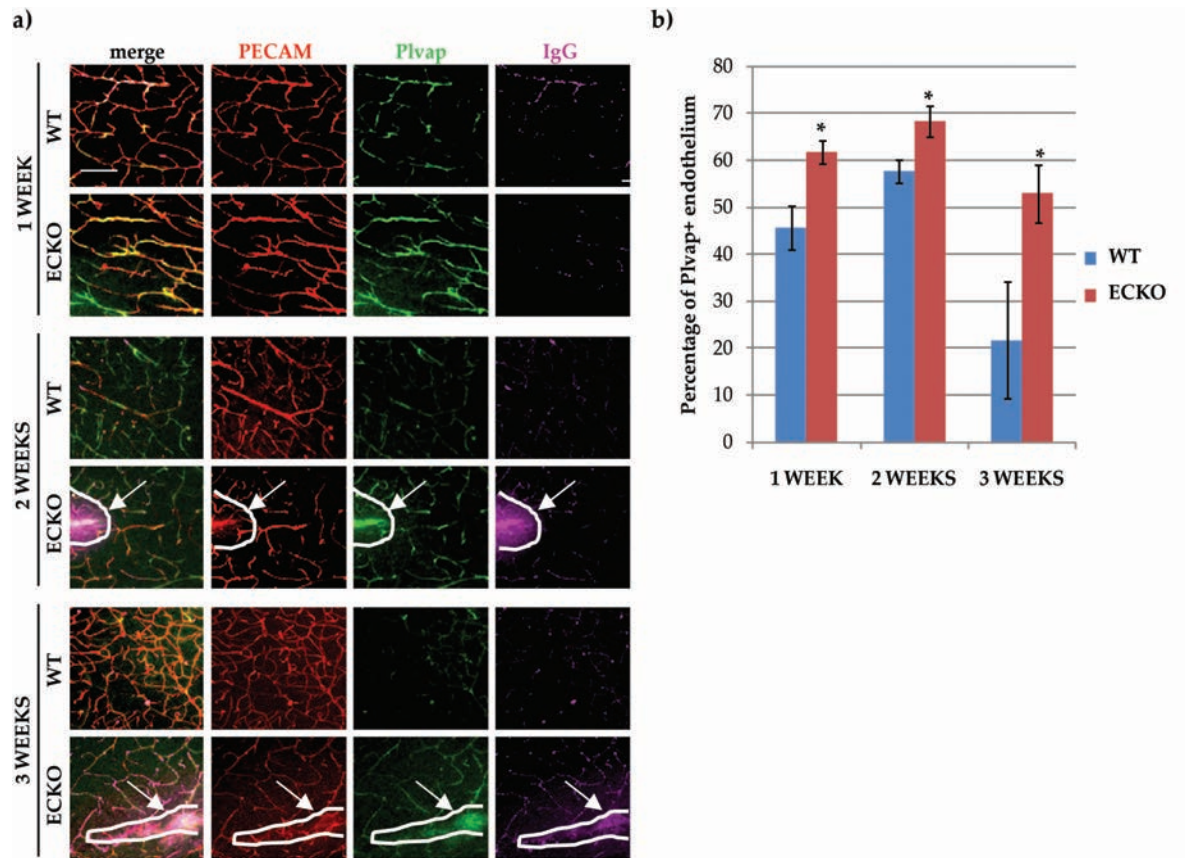 a)
merge PECAM Plvap IgG
1 WEEK
WT
ECKO
2 WEEKS
WT
ECKO
3 WEEKS
WT
ECKO
b)
Percentage of Plvap+ endothelium
80
70
60
50
40
30
20
10
0
*
*
*
1 WEEK 2 WEEKS 3 WEEKS
WT
ECKO